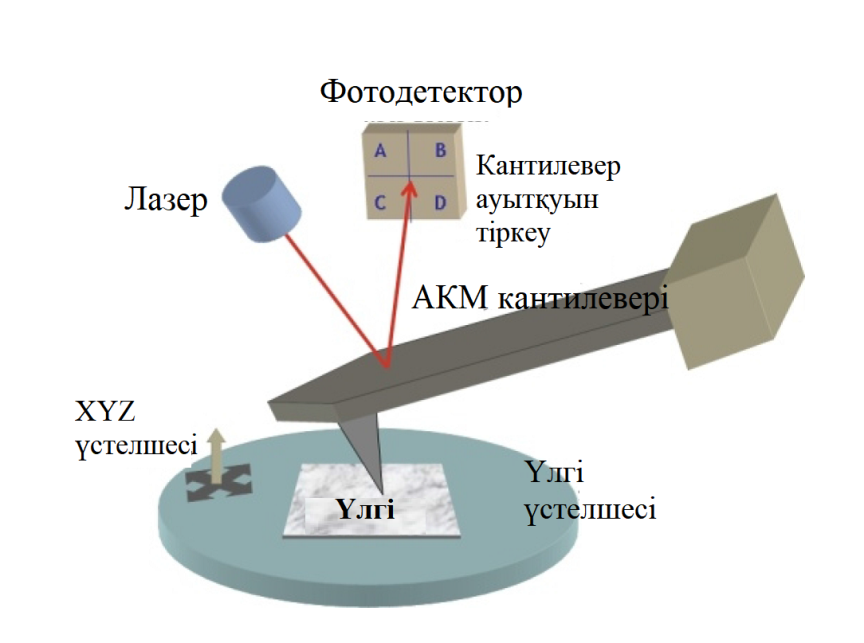 Фотодетектор
A B
C D
Кантилевер
ауытқуын
тіркеу
Лазер
АКМ кантилевері
XYZ
үстелшесі
Үлгі
Үлгі
үстелшесі